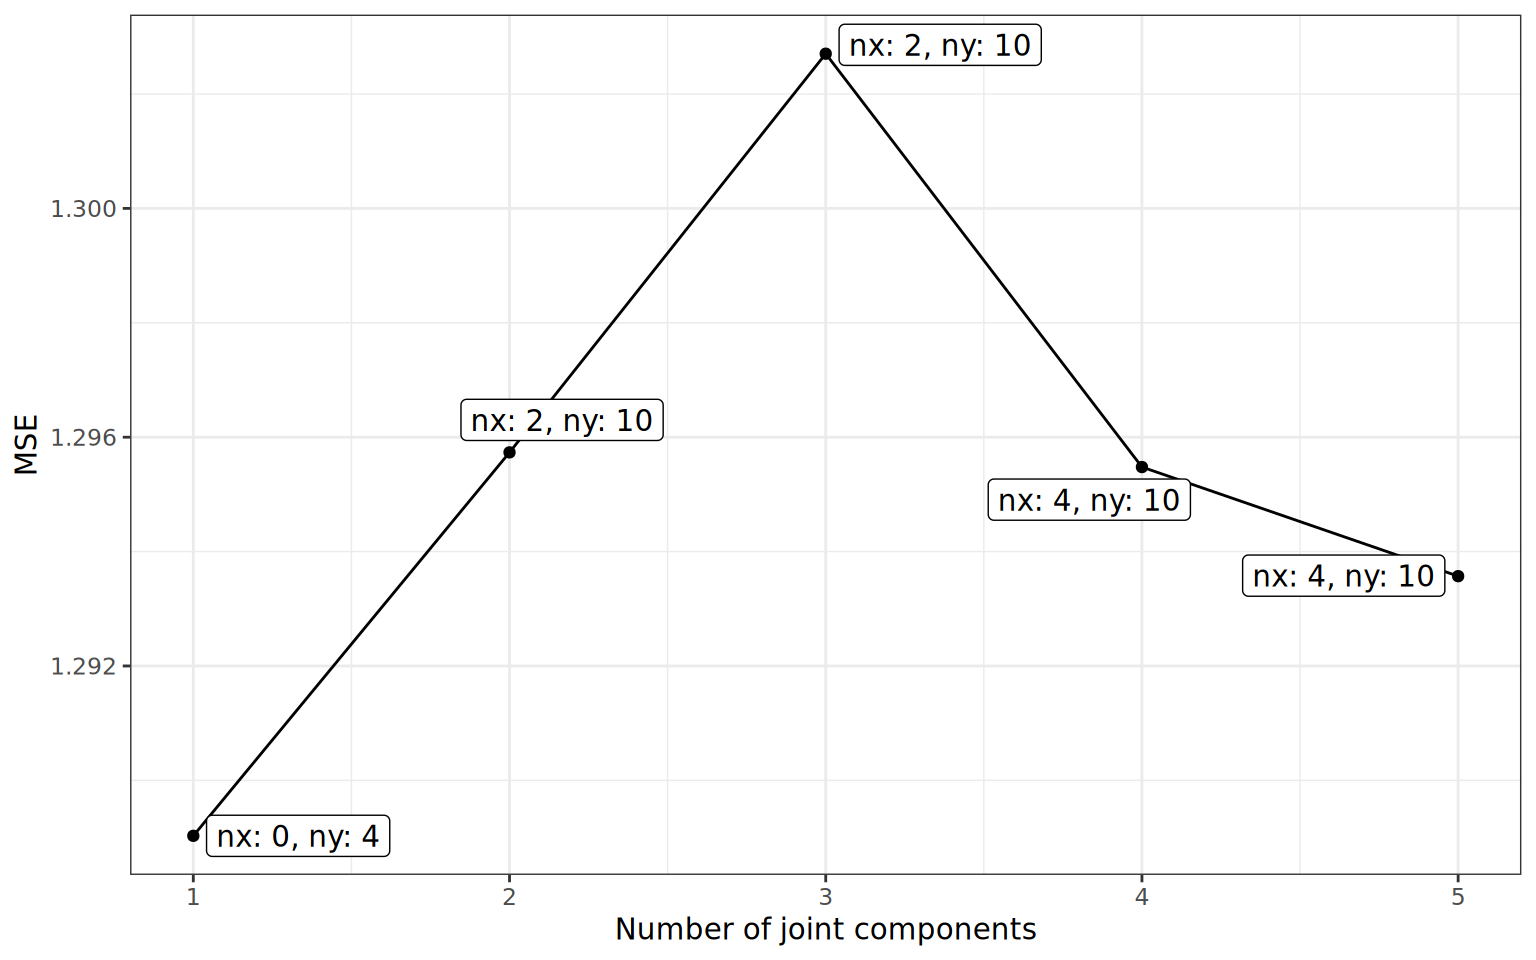 nx: 2, ny: 10
1.300
nx: 2, ny: 10
1.296
nx: 4, ny: 10
nx: 4, ny: 10
1.292
nx: 0, ny: 4
MSE
1 2 3 4 5
Number of joint components